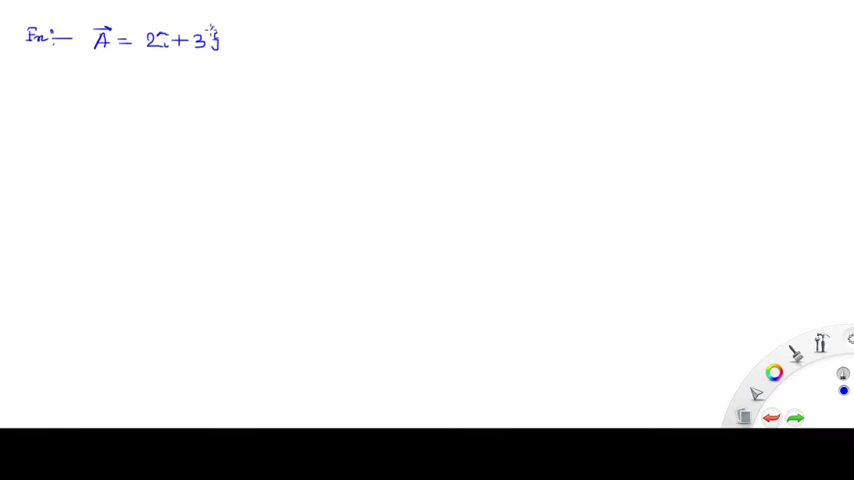 Ex:- A⃗ = 2î + 3ĵ